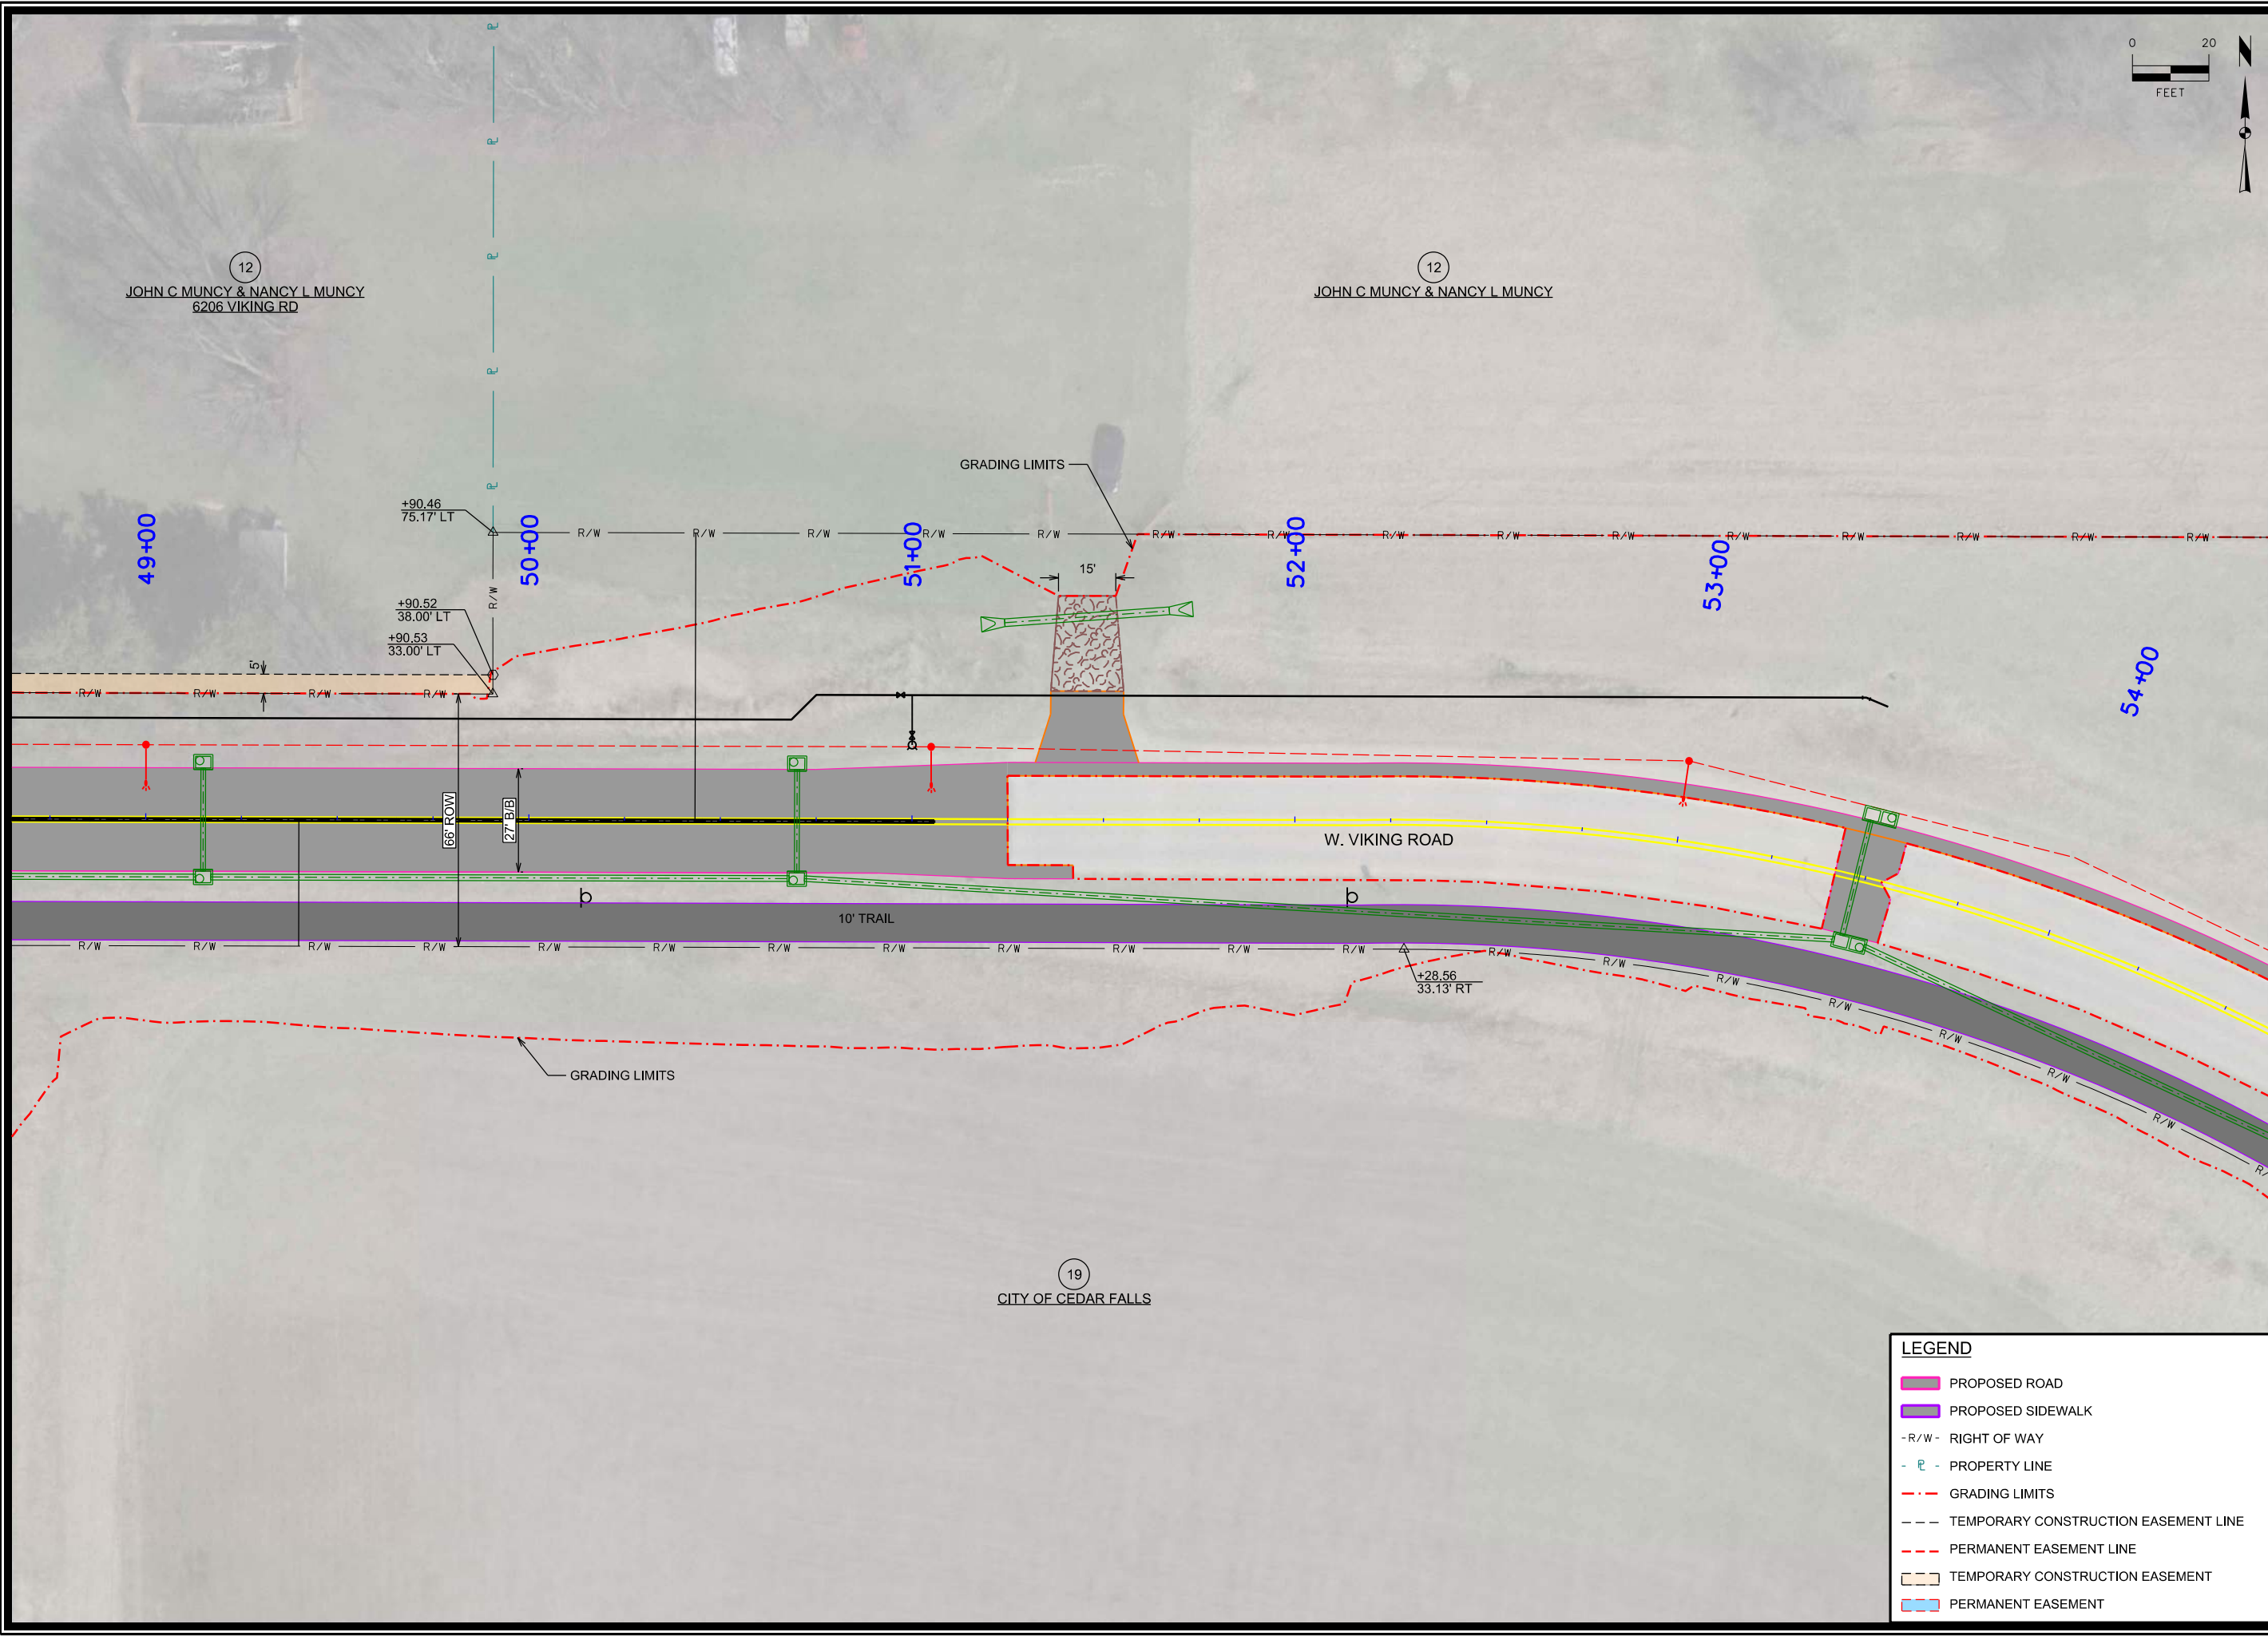 0 20
N
FEET
12
JOHN C MUNCY & NANCY L MUNCY
6206 VIKING RD
12
JOHN C MUNCY & NANCY L MUNCY
GRADING LIMITS
+90.46
75.17' LT
49+00
50+00
51+00
52+00
53+00
54+00
R/W R/W R/W R/W R/W R/W R/W R/W R/W R/W R/W R/W R/W R/W R/W
15'
R/W
+90.52
38.00' LT
+90.53
33.00' LT
5'
R/W R/W R/W R/W
66' ROW
27' B/B
W. VIKING ROAD
10' TRAIL
R/W R/W R/W R/W R/W R/W R/W R/W R/W R/W R/W R/W R/W R/W R/W R/W R/W R/W R/W R/
+28.56
33.13' RT
GRADING LIMITS
19
CITY OF CEDAR FALLS
LEGEND
PROPOSED ROAD
PROPOSED SIDEWALK
-R/W- RIGHT OF WAY
PROPERTY LINE
GRADING LIMITS
TEMPORARY CONSTRUCTION EASEMENT LINE
PERMANENT EASEMENT LINE
TEMPORARY CONSTRUCTION EASEMENT
PERMANENT EASEMENT